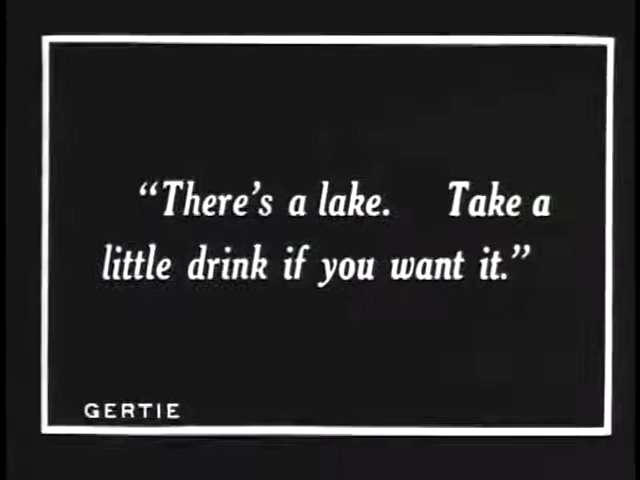 “There's a lake. Take a
little drink if you want it.”
GERTIE